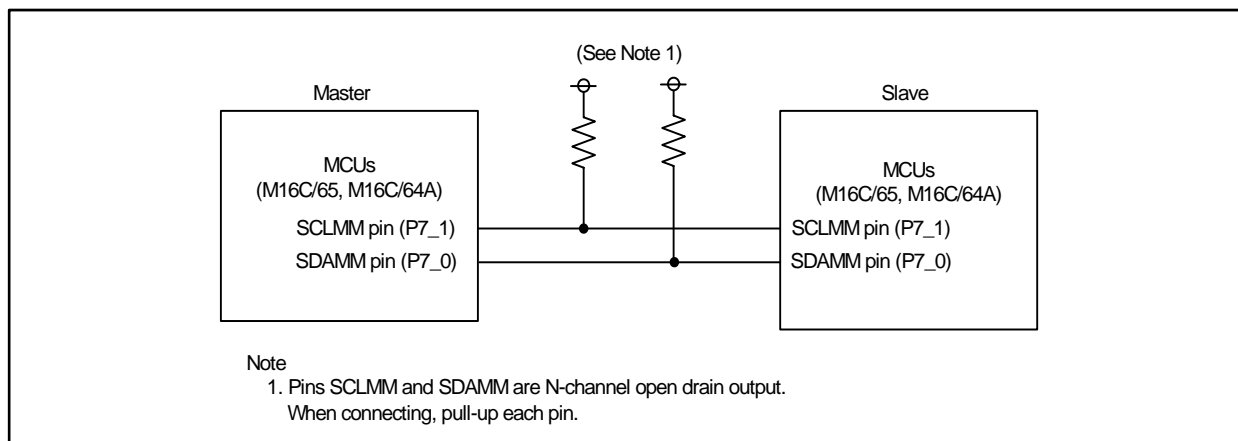 (See Note 1)
Master
Slave
MCUs
(M16C/65, M16C/64A)
SCLMM pin (P7_1)
SDAMM pin (P7_0)
MCUs
(M16C/65, M16C/64A)
SCLMM pin (P7_1)
SDAMM pin (P7_0)
Note
1. Pins SCLMM and SDAMM are N-channel open drain output.
When connecting, pull-up each pin.